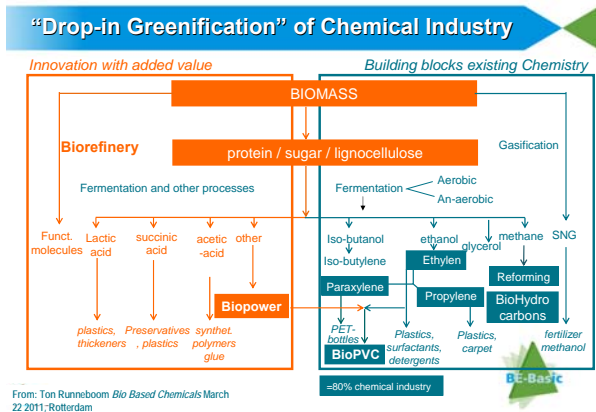 “Drop-in Greenification” of Chemical Industry
Innovation with added value
Building blocks existing Chemistry
BIOMASS
Biorefinery
protein / sugar / lignocellulose
Gasification
Fermentation and other processes
Fermentation
Aerobic
An-aerobic
Funct.
molecules
Lactic
acid
succinic
acid
acetic
-acid
other
Iso-butanol
Iso-butylene
ethanol
Ethylen
glycerol
methane
SNG
Reforming
Paraxylene
Propylene
BioHydro
carbons
Biopower
plastics,
thickeners
Preservatives
, plastics
synthet.
polymers
glue
PET-
bottles
BioPVC
Plastics,
surfactants,
detergents
Plastics,
carpet
fertilizer
methanol
=80% chemical industry
BE-Basic
From: Ton Runneboom Bio Based Chemicals March
22 2011, Rotterdam